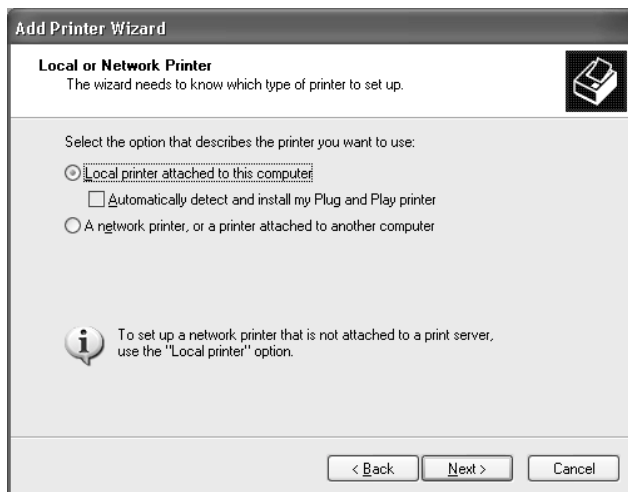 Add Printer Wizard
Local or Network Printer
The wizard needs to know which type of printer to set up.
Select the option that describes the printer you want to use:
Local printer attached to this computer
Automatically detect and install my Plug and Play printer
A network printer, or a printer attached to another computer
To set up a network printer that is not attached to a print server,
use the "Local printer" option.
< Back Next > Cancel